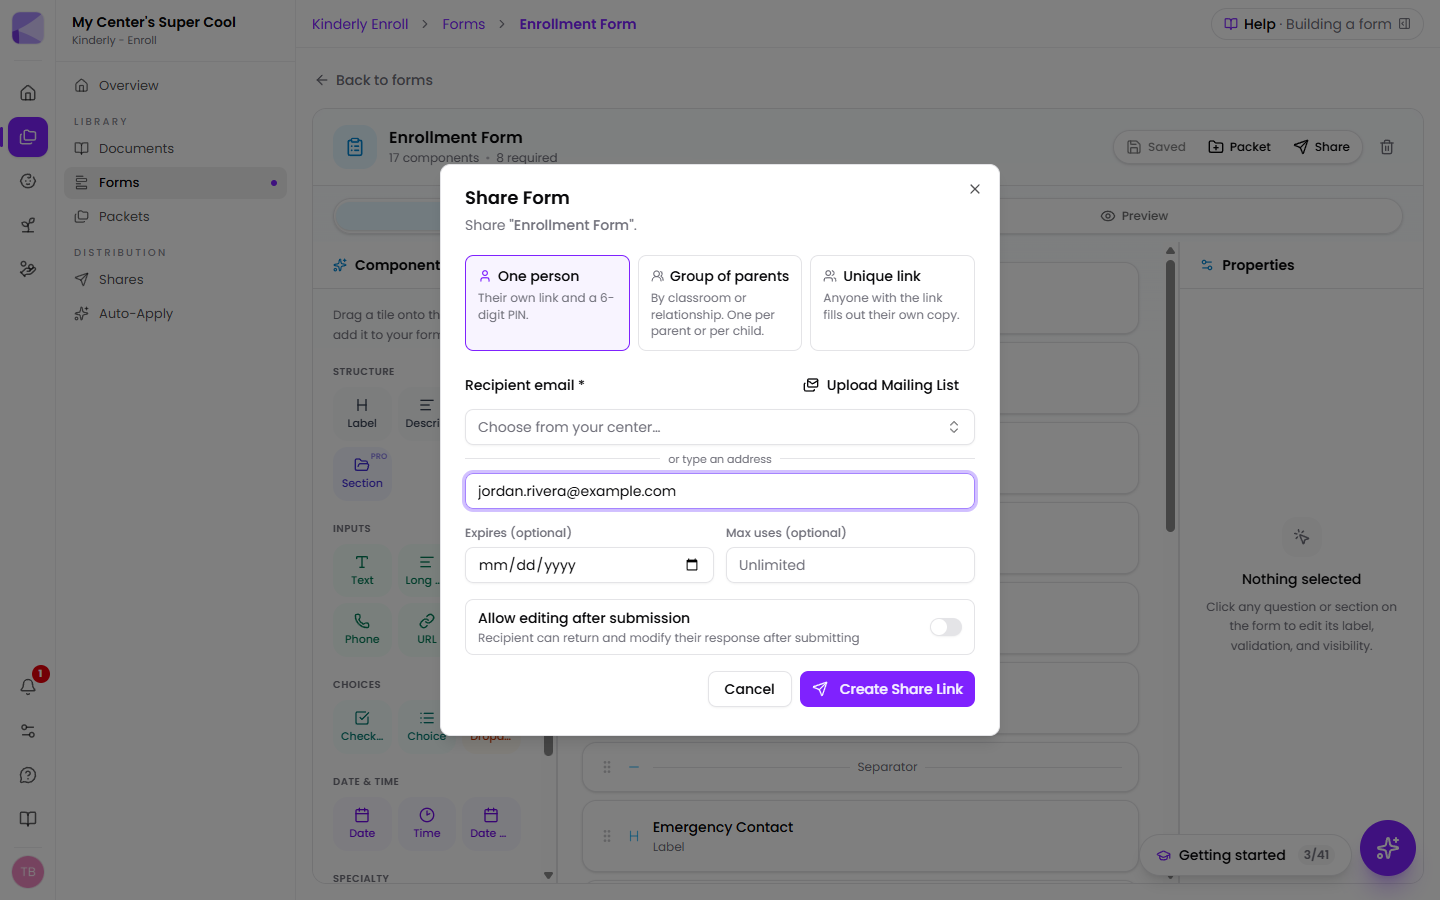 My Center's Super Cool
Kinderly - Enroll
Kinderly Enroll
Forms
Enrollment Form
Help · Building a form
Overview
LIBRARY
Documents
Forms
Packets
DISTRIBUTION
Shares
Auto-Apply
1
TB
Back to forms
Enrollment Form
17 components • 8 required
Saved
Packet
Share
Preview
Component
Drag a tile onto th
add it to your form
STRUCTURE
Label
Descri
PRO
Section
INPUTS
Text
Long ..
Phone
URL
CHOICES
Check...
Choice
DATE & TIME
Date
Time
Date ...
SPECIALTY
Share Form
Share "Enrollment Form".
One person
Their own link and a 6-
digit PIN.
Group of parents
By classroom or
relationship. One per
parent or per child.
Unique link
Anyone with the link
fills out their own copy.
Recipient email *
Upload Mailing List
Choose from your center...
or type an address
jordan.rivera@example.com
Expires (optional)
Max uses (optional)
mm/dd/yyyy
Unlimited
Allow editing after submission
Recipient can return and modify their response after submitting
Cancel
Create Share Link
Separator
Emergency Contact
Label
Properties
Nothing selected
Click any question or section on
the form to edit its label,
validation, and visibility.
Getting started
3/41